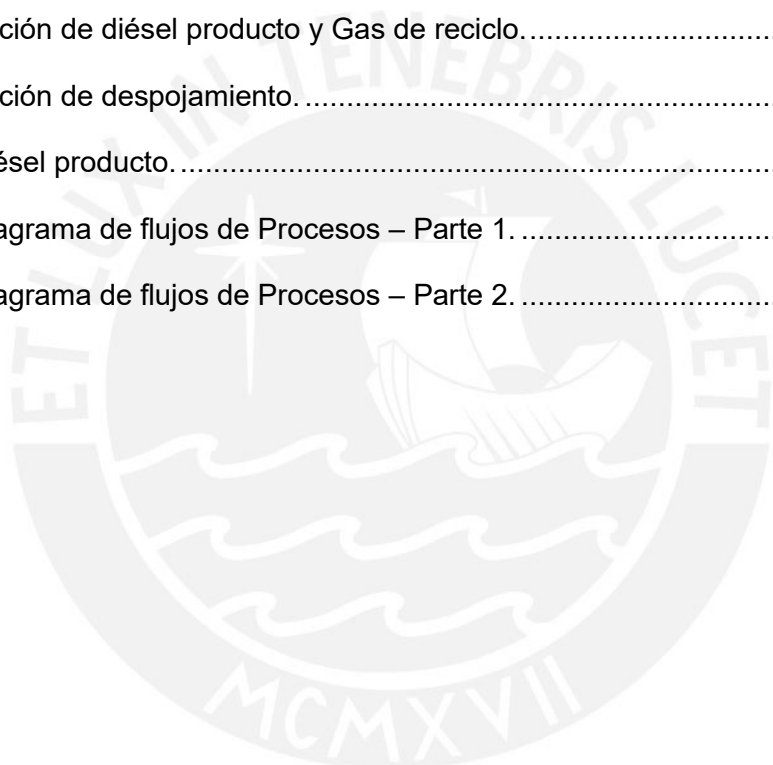 ción de diésel producto y Gas de reciclo...............................
ción de despojamiento..........................................................
ésel producto.........................................................................
agrama de flujos de Procesos – Parte 1. ...............................
agrama de flujos de Procesos – Parte 2. ...............................
ET LUX IN TENEBRIS LUCET
MCMXVII